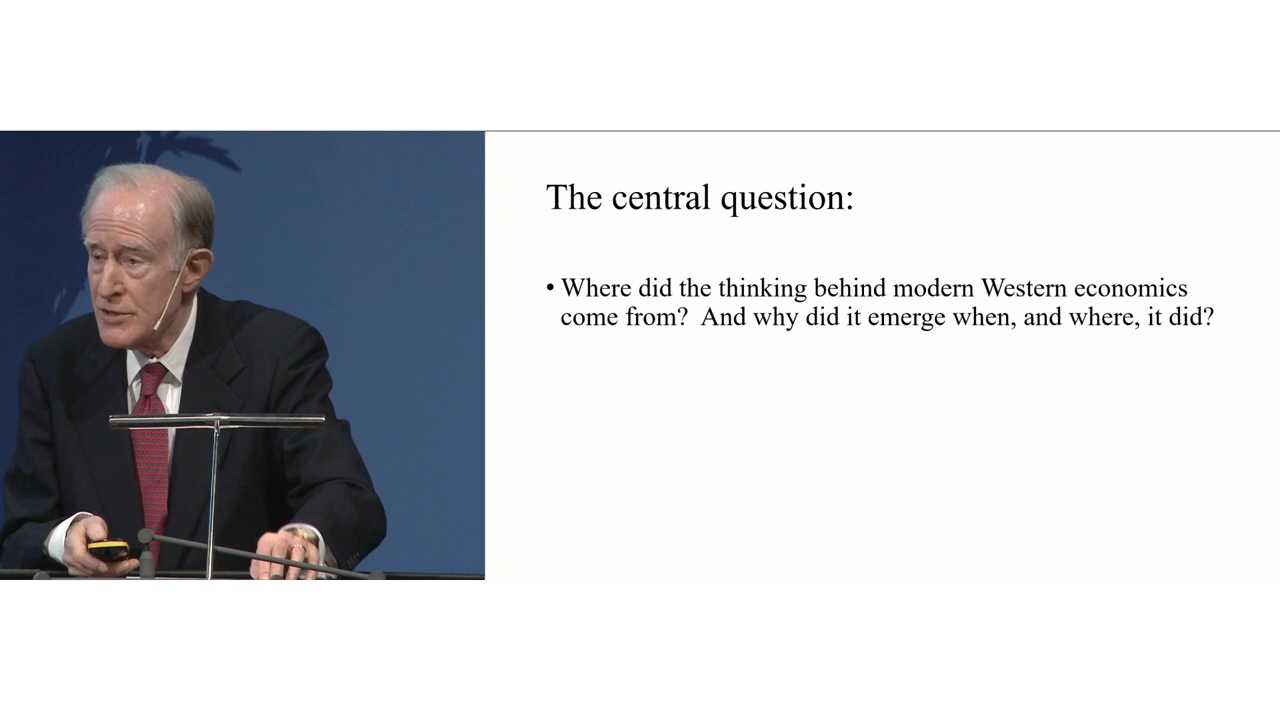 The central question:
• Where did the thinking behind modern Western economics
come from?  And why did it emerge when, and where, it did?